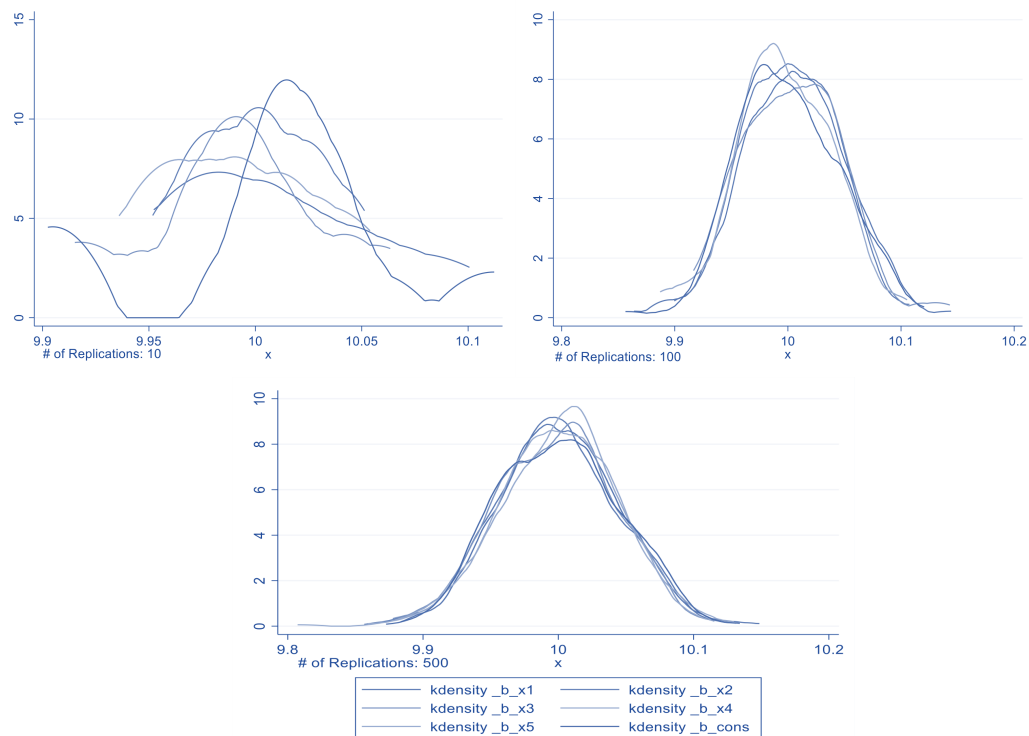 15
10
5
0
9.9 9.95 10 10.05 10.1
# of Replications: 10 x
10
8
6
4
2
0
9.8 9.9 10 10.1 10.2
# of Replications: 100 x
10
8
6
4
2
0
9.8 9.9 10 10.1 10.2
# of Replications: 500 x
kdensity _b_x1 kdensity _b_x2
kdensity _b_x3 kdensity _b_x4
kdensity _b_x5 kdensity _b_cons